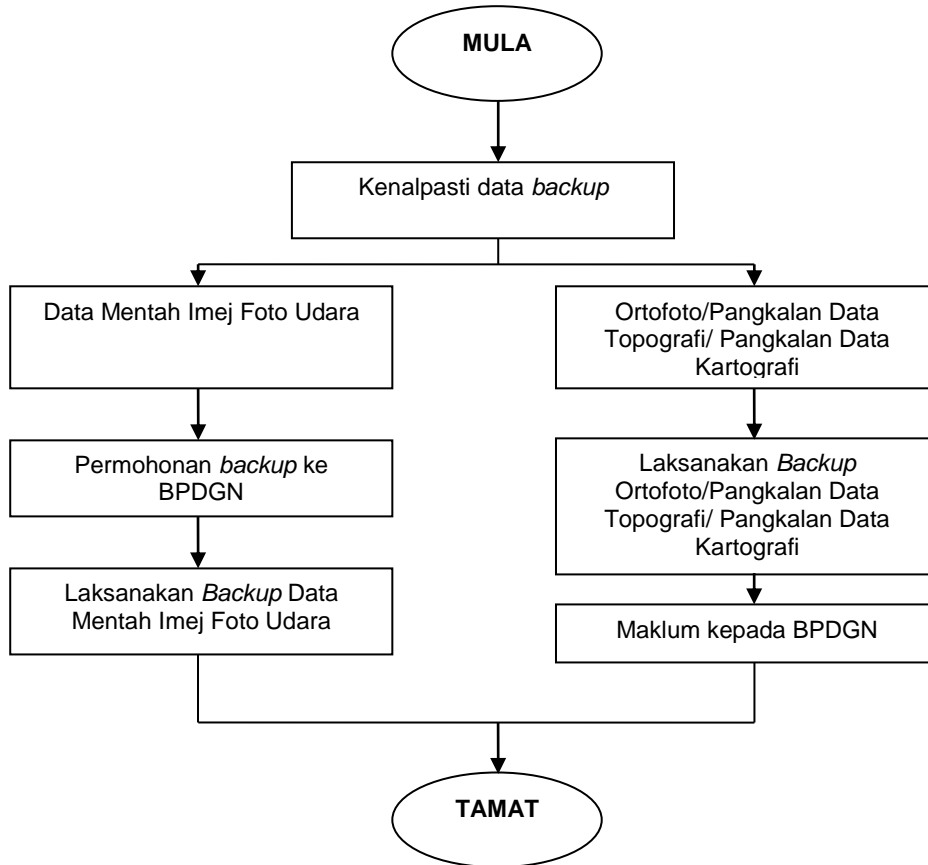 MULA
Kenalpasti data backup
Data Mentah Imej Foto Udara
Permohonan backup ke
BPDGN
Laksanakan Backup Data
Mentah Imej Foto Udara
Ortofoto/Pangkalan Data
Topografi/ Pangkalan Data
Kartografi
Laksanakan Backup
Ortofoto/Pangkalan Data
Topografi/ Pangkalan Data
Kartografi
Maklum kepada BPDGN
TAMAT